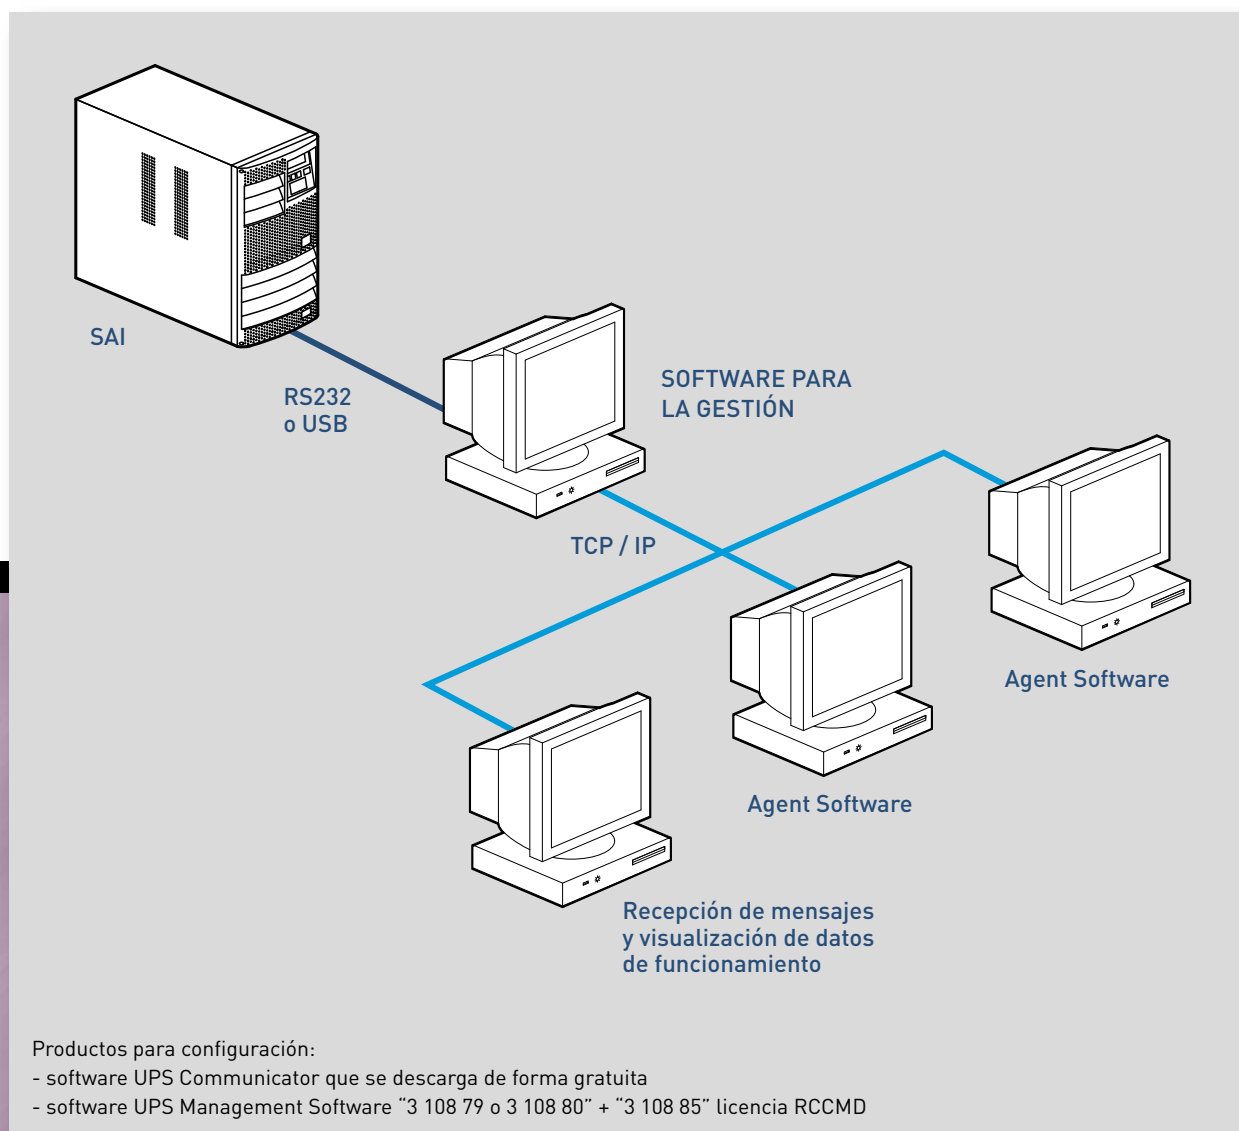 SAI
RS232
o USB
SOFTWARE PARA
LA GESTIÓN
TCP / IP
Agent Software
Agent Software
Recepción de mensajes
y visualización de datos
de funcionamiento
Productos para configuración:
- software UPS Communicator que se descarga de forma gratuita
- software UPS Management Software “3 108 79 o 3 108 80” + “3 108 85” licencia RCCMD